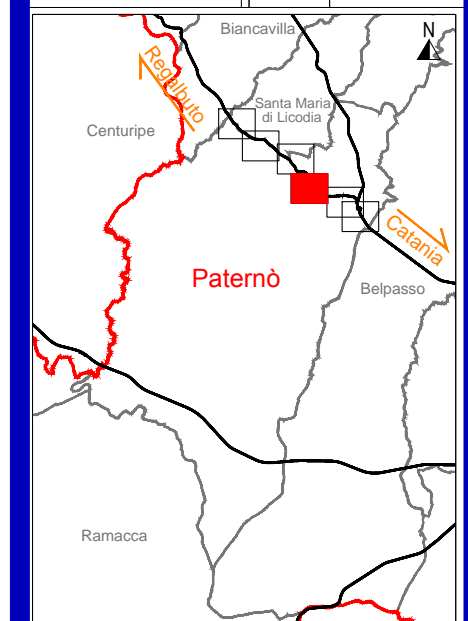 Biancavilla
N
Regalbuto
Santa Maria
di Licodia
Centuripe
Catania
Paternò
Belpasso
Ramacca